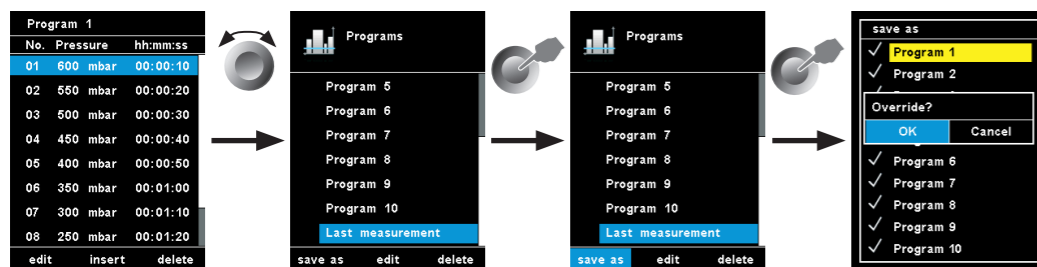 Program 1
No. Pressure hh:mm:ss
01 600 mbar 00:00:10
02 550 mbar 00:00:20
03 500 mbar 00:00:30
04 450 mbar 00:00:40
05 400 mbar 00:00:50
06 350 mbar 00:01:00
07 300 mbar 00:01:10
08 250 mbar 00:01:20
edit insert delete
Programs
Program 5
Program 6
Program 7
Program 8
Program 9
Program 10
Last measurement
save as edit delete
Programs
Program 5
Program 6
Program 7
Program 8
Program 9
Program 10
Last measurement
save as edit delete
save as
Program 1
Program 2
Override?
OK Cancel
Program 6
Program 7
Program 8
Program 9
Program 10